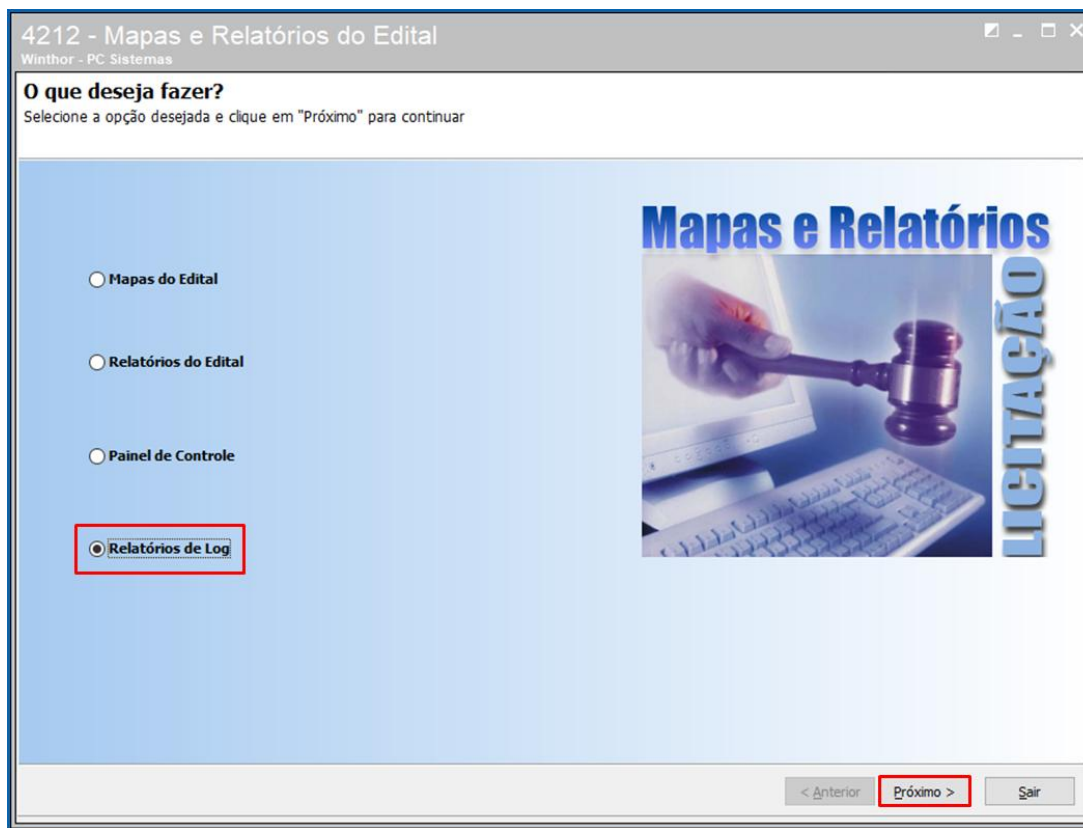 4212 - Mapas e Relatórios do Edital
Winthor - PC Sistemas
O que deseja fazer?
Selecione a opção desejada e clique em "Próximo" para continuar
Mapas e Relatórios
LICITAÇÃO
Mapas do Edital
Relatórios do Edital
Painel de Controle
Relatórios de Log
< Anterior
Próximo >
Sair